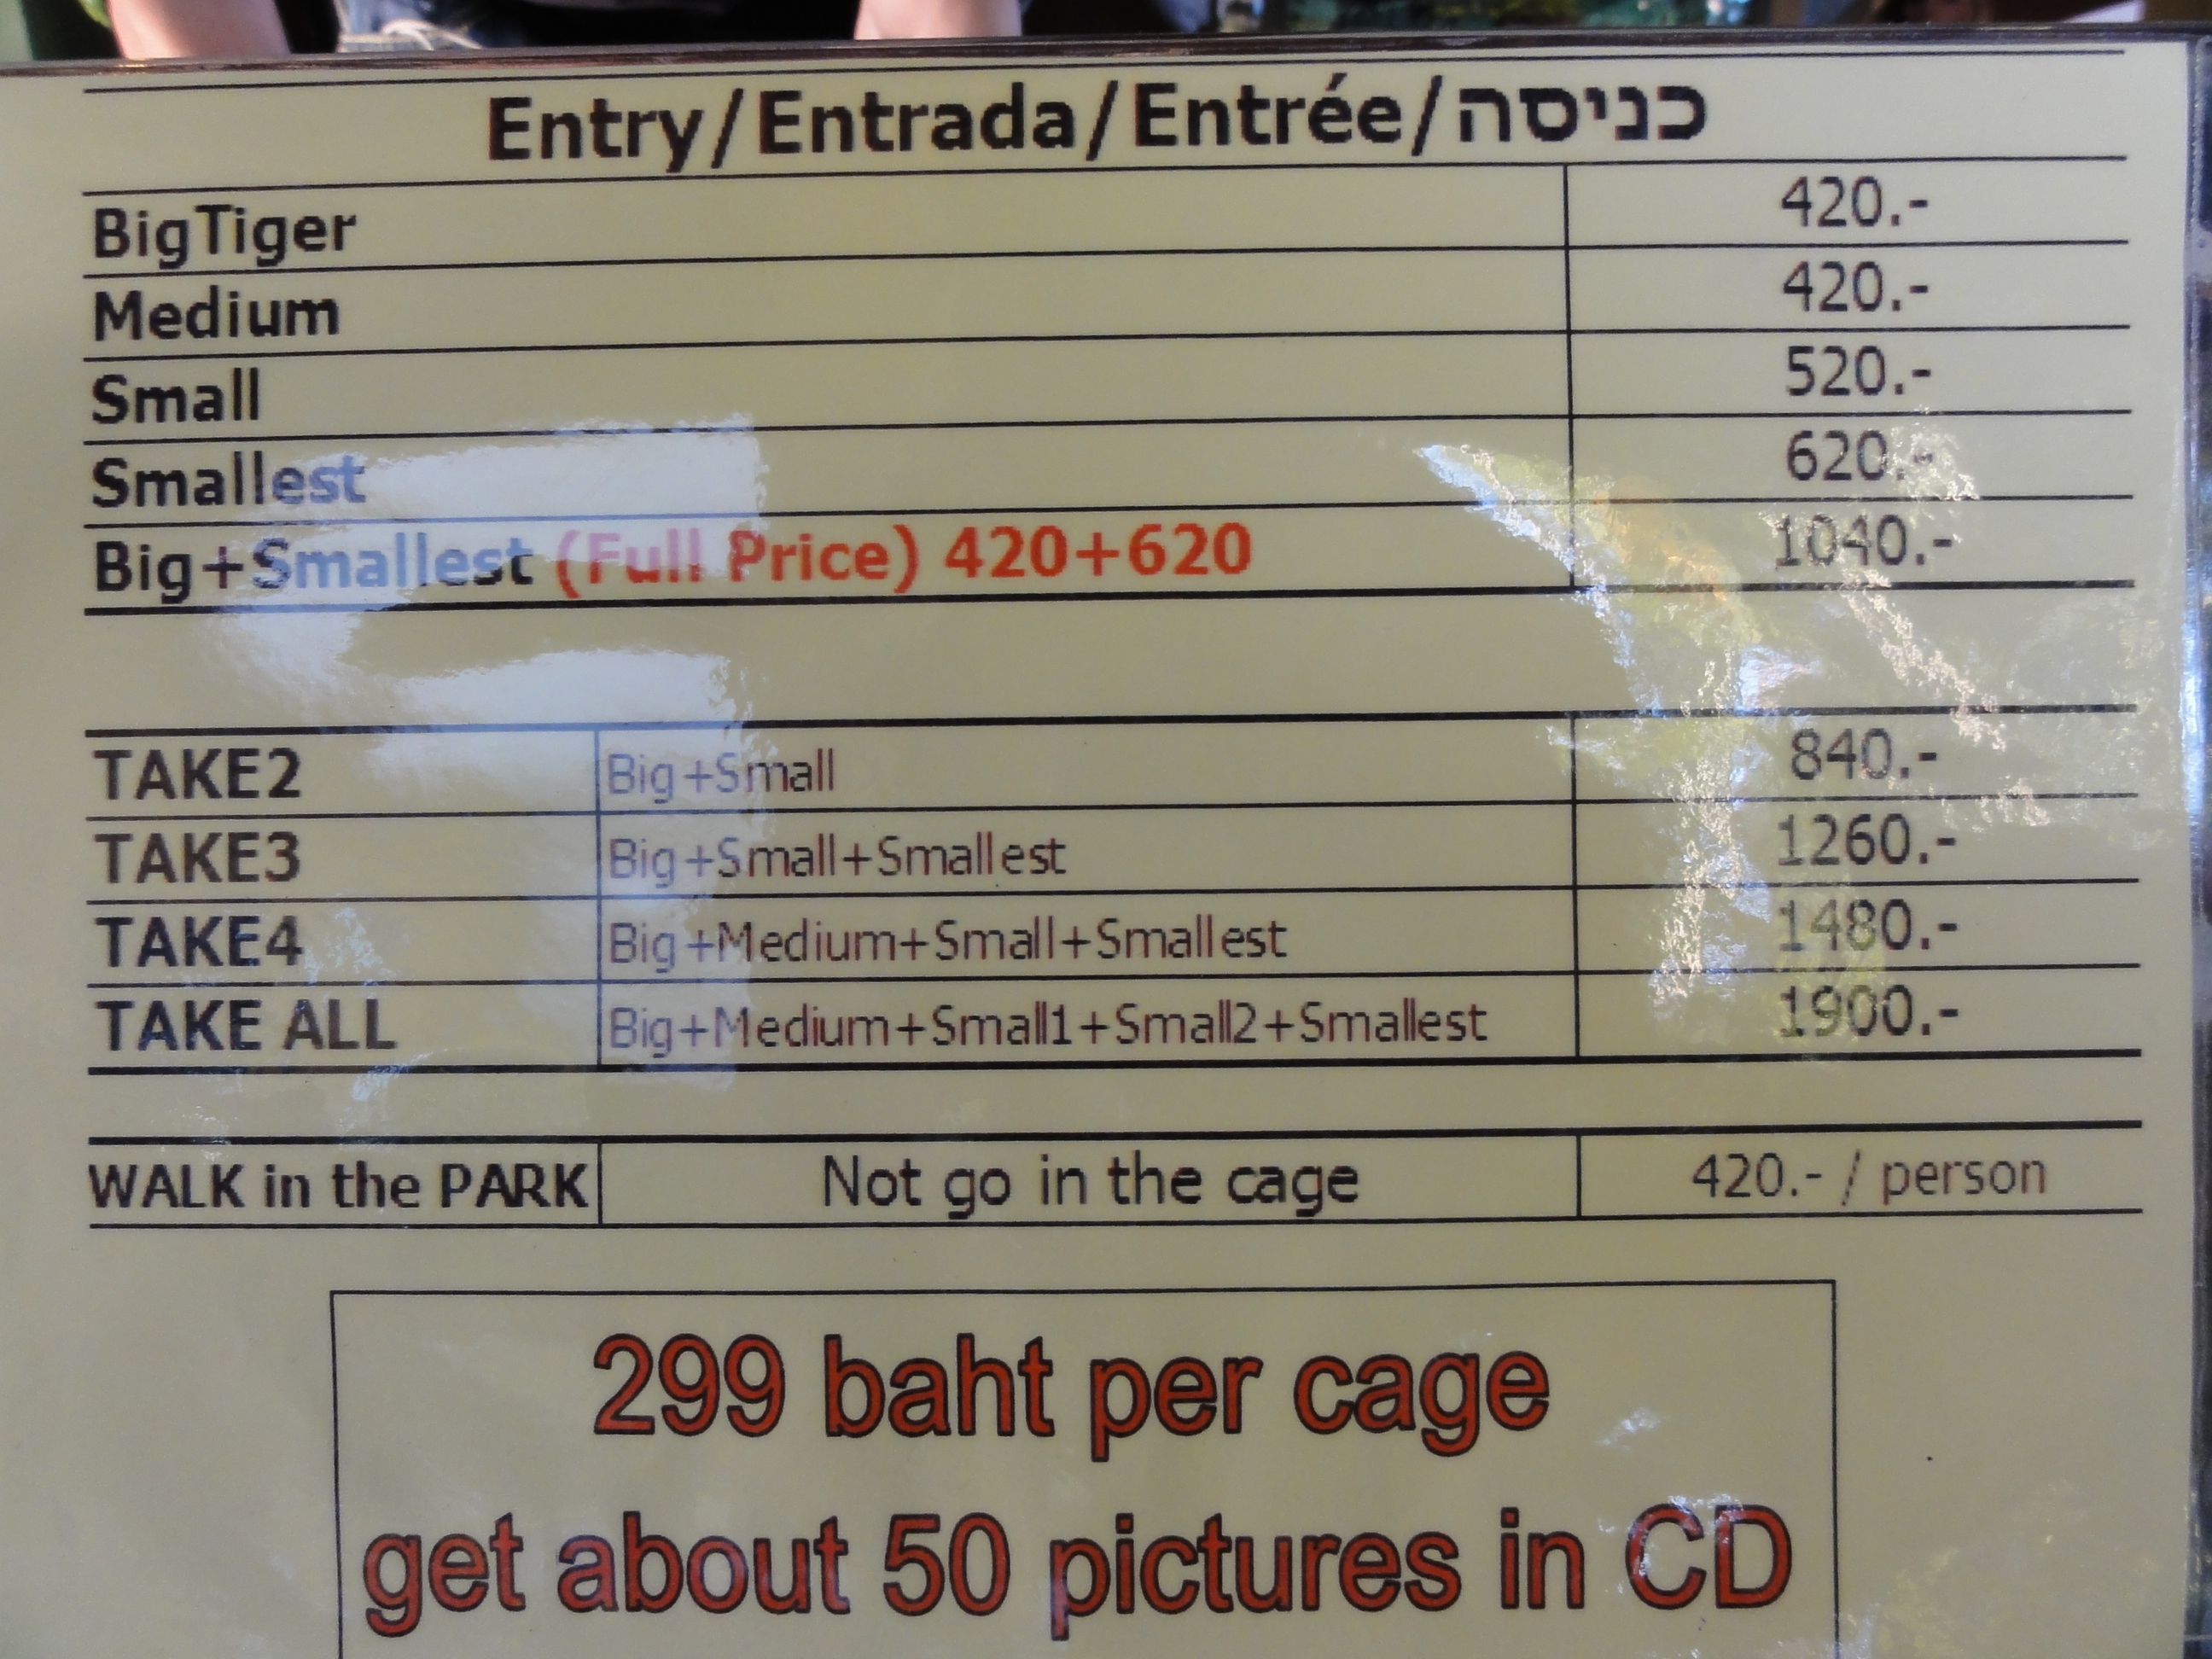 Entry/Entrada/Entrée/כניסה
BigTiger 420.-
Medium 420.-
Small 520.-
Smallest 620.-
Big+Smallest (Full Price) 420+620 1040.-
TAKE2 Big+Small 840.-
TAKE3 Big+Small+Smallest 1260.-
TAKE4 Big+Medium+Small+Smallest 1480.-
TAKE ALL Big+Medium+Small1+Small2+Smallest 1900.-
WALK in the PARK Not go in the cage 420.- / person
299 baht per cage
get about 50 pictures in CD